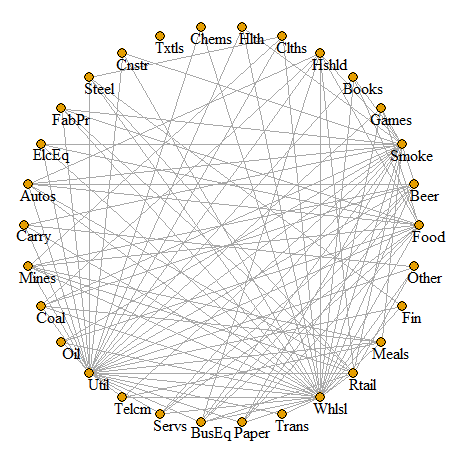 Txtls Chems Hlth Clths
Cnstr Hshld
Steel Books
FabPr Games
ElcEq Smoke
Autos Beer
Carry Food
Mines Other
Coal Fin
Oil Meals
Util Rtail
Telcm Whlsl
Servs BusEq Paper Trans